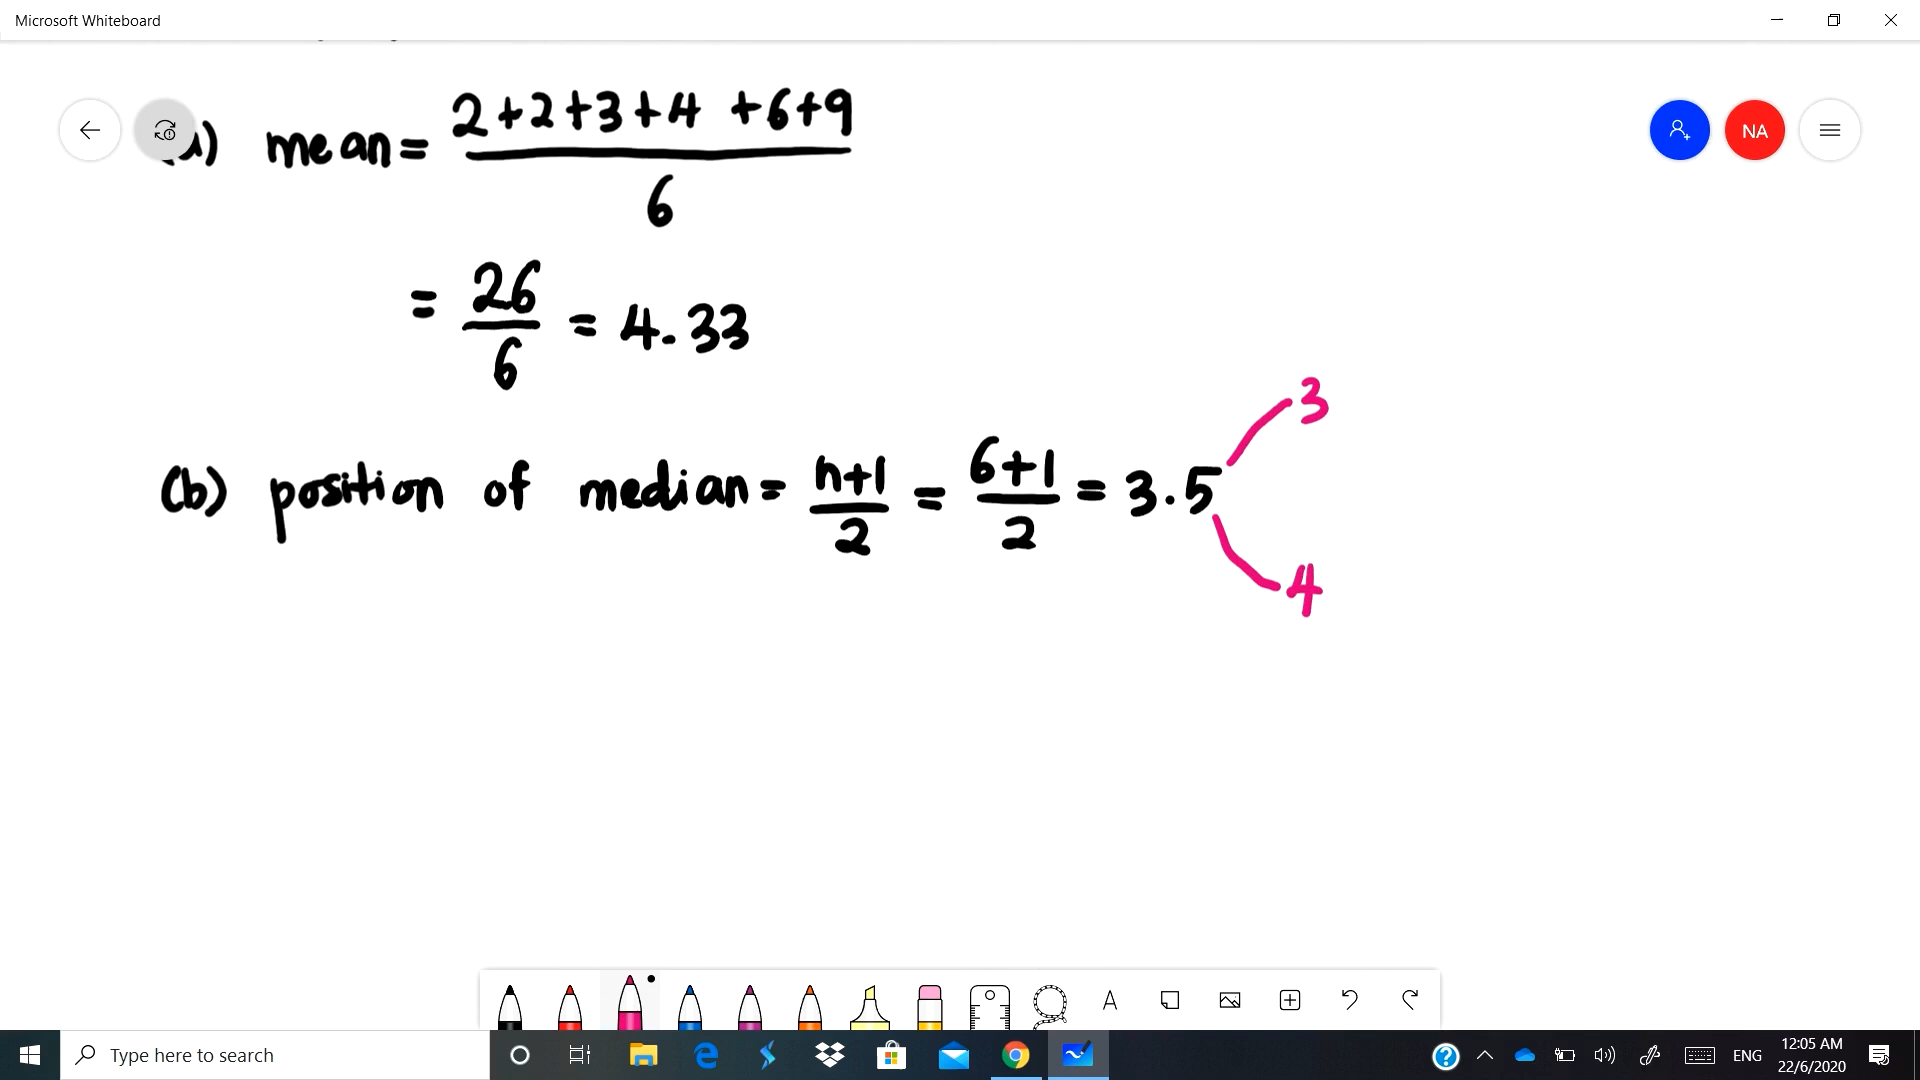 Microsoft Whiteboard
mean = 2+2+3+4 +6+9
6
= 26/6 = 4.33
(b) position of median = n+1/2 = 6+1/2 = 3.5
3
4
NA
A
Type here to search
ENG
12:05 AM
22/6/2020